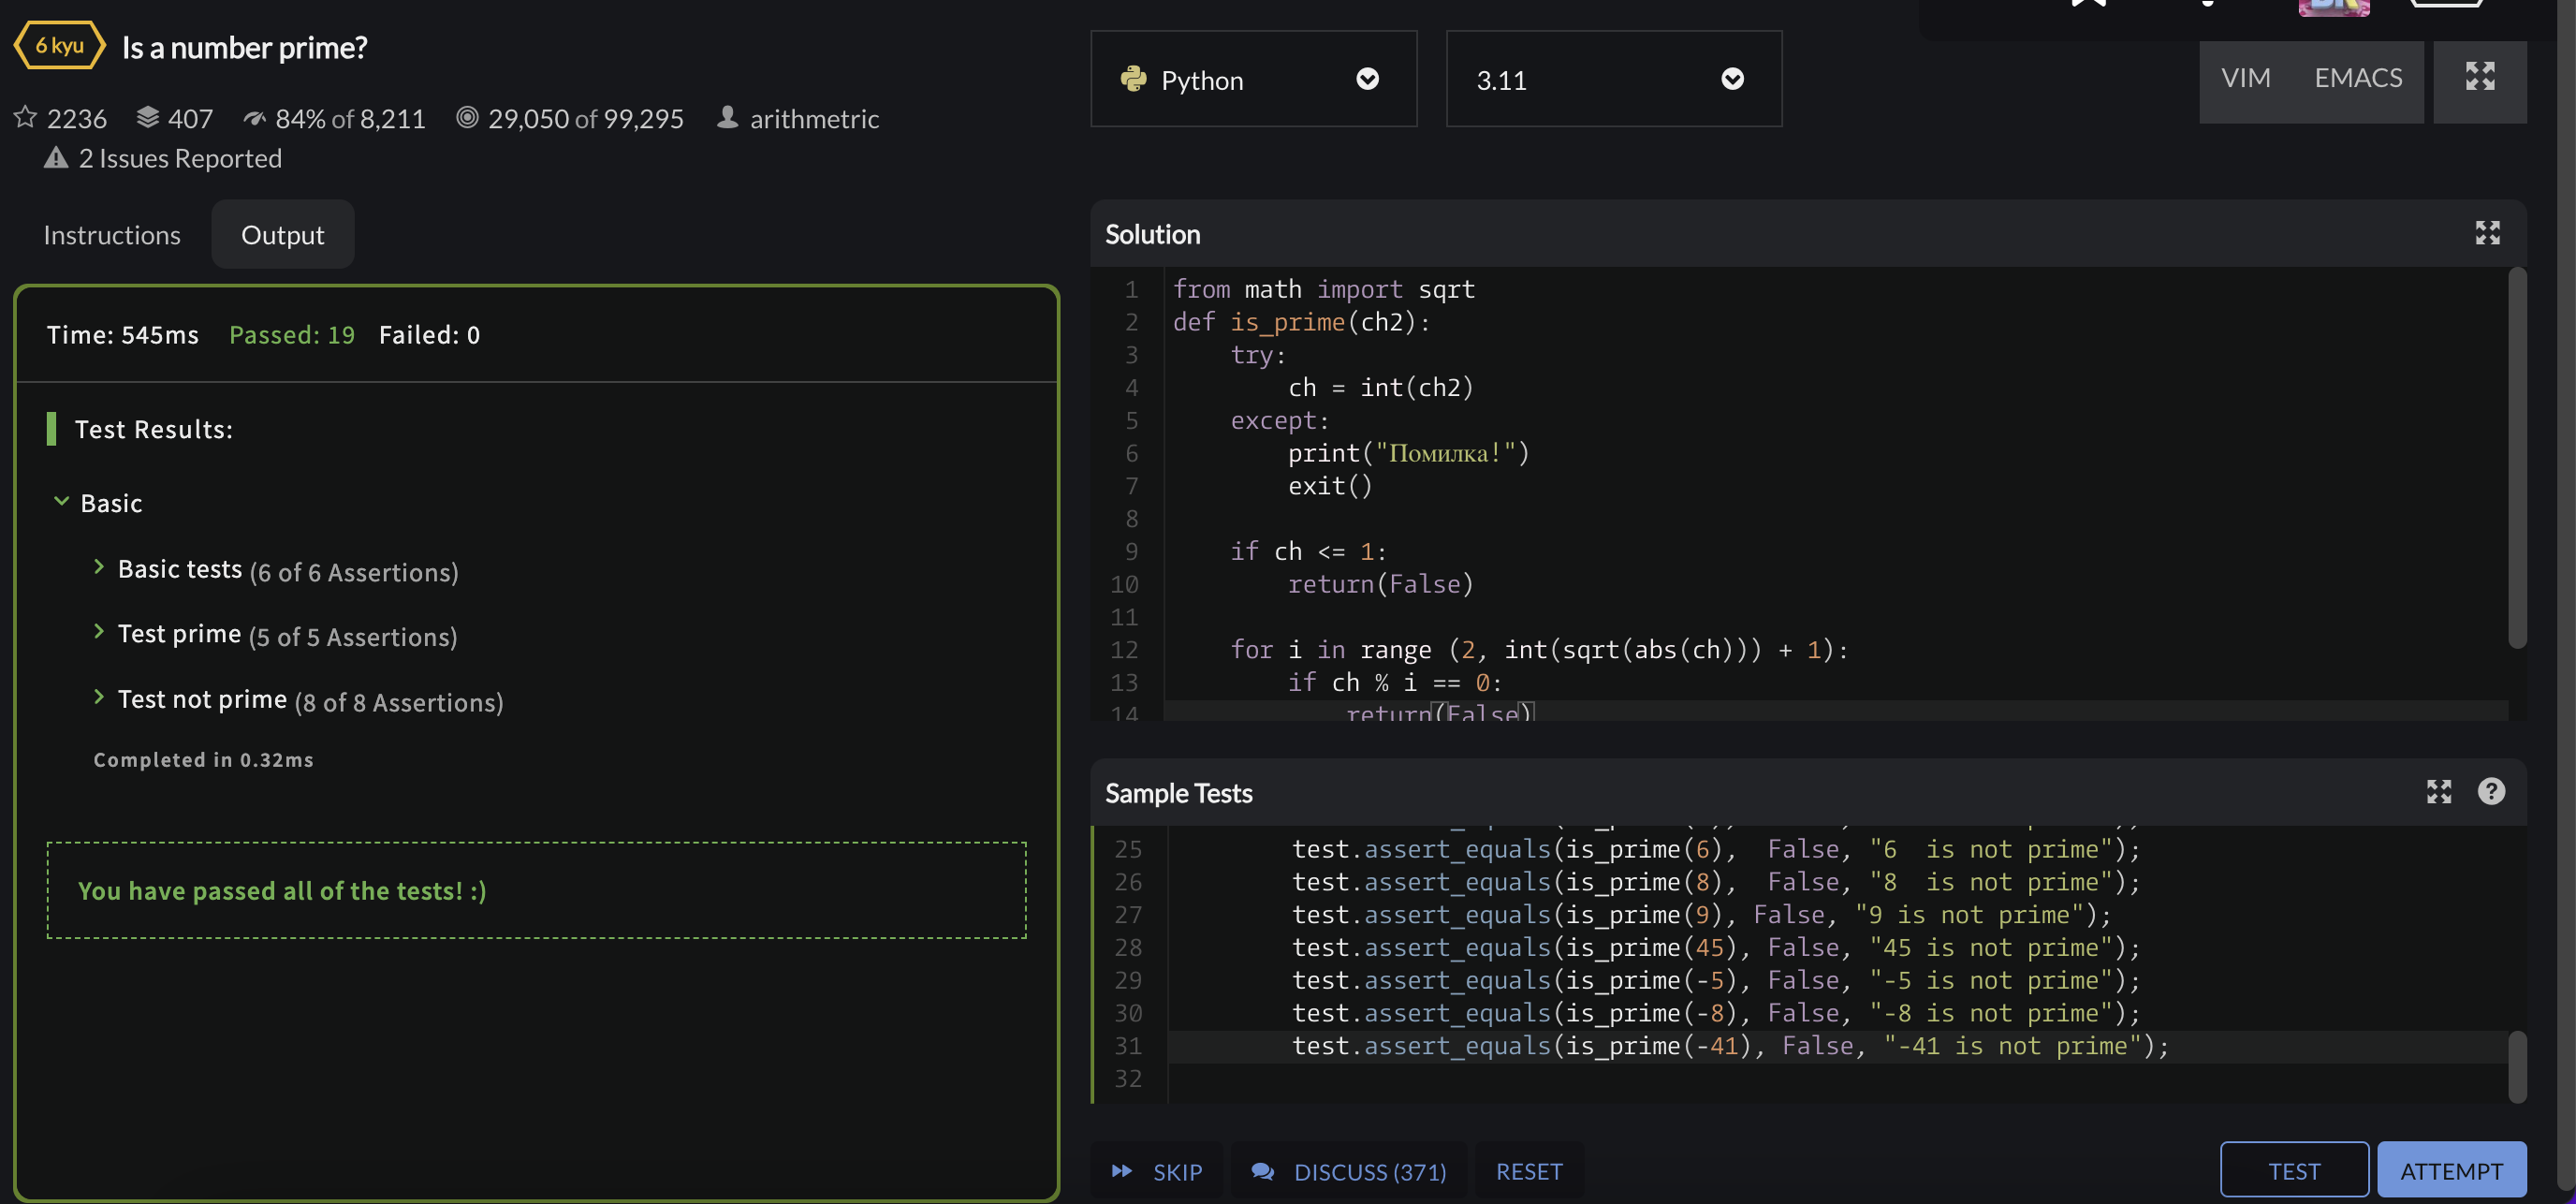 6 kyu Is a number prime?
2236 407 84% of 8,211 29,050 of 99,295 arithmetric
2 Issues Reported
Instructions Output
Time: 545ms Passed: 19 Failed: 0
Test Results:
Basic
Basic tests (6 of 6 Assertions)
Test prime (5 of 5 Assertions)
Test not prime (8 of 8 Assertions)
Completed in 0.32ms
You have passed all of the tests! :)
Python 3.11 VIM EMACS
Solution
1 from math import sqrt
2 def is_prime(ch2):
3 try:
4 ch = int(ch2)
5 except:
6 print("Помилка!")
7 exit()
8
9 if ch <= 1:
10 return(False)
11
12 for i in range (2, int(sqrt(abs(ch))) + 1):
13 if ch % i == 0:
14 return(False)
Sample Tests
25 test.assert_equals(is_prime(6), False, "6 is not prime");
26 test.assert_equals(is_prime(8), False, "8 is not prime");
27 test.assert_equals(is_prime(9), False, "9 is not prime");
28 test.assert_equals(is_prime(45), False, "45 is not prime");
29 test.assert_equals(is_prime(-5), False, "-5 is not prime");
30 test.assert_equals(is_prime(-8), False, "-8 is not prime");
31 test.assert_equals(is_prime(-41), False, "-41 is not prime");
32
SKIP DISCUSS (371) RESET TEST ATTEMPT